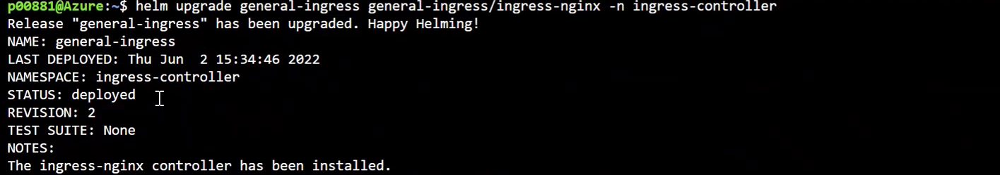 p00881@Azure:~$ helm upgrade general-ingress general-ingress/ingress-nginx -n ingress-controller
Release "general-ingress" has been upgraded. Happy Helming!
NAME: general-ingress
LAST DEPLOYED: Thu Jun  2 15:34:46 2022
NAMESPACE: ingress-controller
STATUS: deployed
REVISION: 2
TEST SUITE: None
NOTES:
The ingress-nginx controller has been installed.